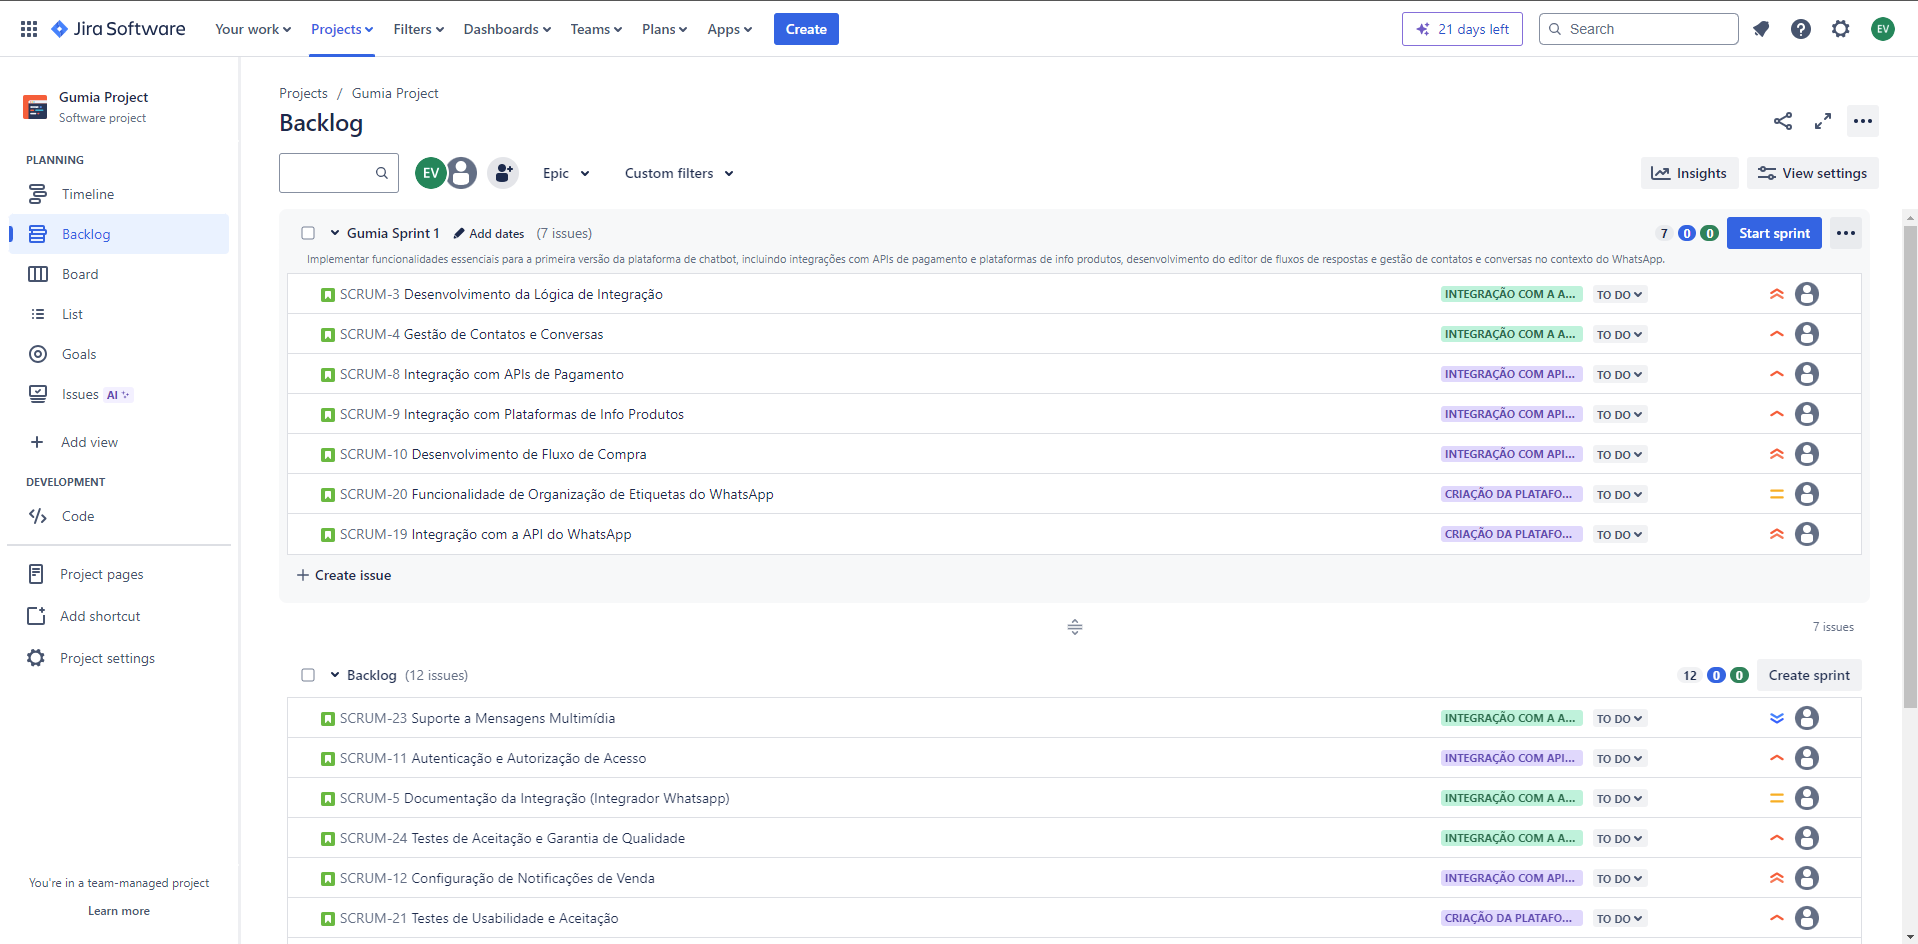 Jira Software Your work Projects Filters Dashboards Teams Plans Apps Create 21 days left Search EV
Gumia Project
Software project
PLANNING
Timeline
Backlog
Board
List
Goals
Issues AI
Add view
DEVELOPMENT
Code
Project pages
Add shortcut
Project settings
You're in a team-managed project
Learn more
Projects / Gumia Project
Backlog
EV Epic Custom filters Insights View settings
Gumia Sprint 1 Add dates (7 issues) 7 0 0 Start sprint
Implementar funcionalidades essenciais para a primeira versão da plataforma de chatbot, incluindo integrações com APIs de pagamento e plataformas de info produtos, desenvolvimento do editor de fluxos de respostas e gestão de contatos e conversas no contexto do WhatsApp.
SCRUM-3 Desenvolvimento da Lógica de Integração INTEGRAÇÃO COM A A... TO DO
SCRUM-4 Gestão de Contatos e Conversas INTEGRAÇÃO COM A A... TO DO
SCRUM-8 Integração com APIs de Pagamento INTEGRAÇÃO COM API... TO DO
SCRUM-9 Integração com Plataformas de Info Produtos INTEGRAÇÃO COM API... TO DO
SCRUM-10 Desenvolvimento de Fluxo de Compra INTEGRAÇÃO COM API... TO DO
SCRUM-20 Funcionalidade de Organização de Etiquetas do WhatsApp CRIAÇÃO DA PLATAFO... TO DO
SCRUM-19 Integração com a API do WhatsApp CRIAÇÃO DA PLATAFO... TO DO
+ Create issue
7 issues
Backlog (12 issues) 12 0 0 Create sprint
SCRUM-23 Suporte a Mensagens Multimídia INTEGRAÇÃO COM A A... TO DO
SCRUM-11 Autenticação e Autorização de Acesso INTEGRAÇÃO COM API... TO DO
SCRUM-5 Documentação da Integração (Integrador Whatsapp) INTEGRAÇÃO COM A A... TO DO
SCRUM-24 Testes de Aceitação e Garantia de Qualidade INTEGRAÇÃO COM A A... TO DO
SCRUM-12 Configuração de Notificações de Venda INTEGRAÇÃO COM API... TO DO
SCRUM-21 Testes de Usabilidade e Aceitação CRIAÇÃO DA PLATAFO... TO DO